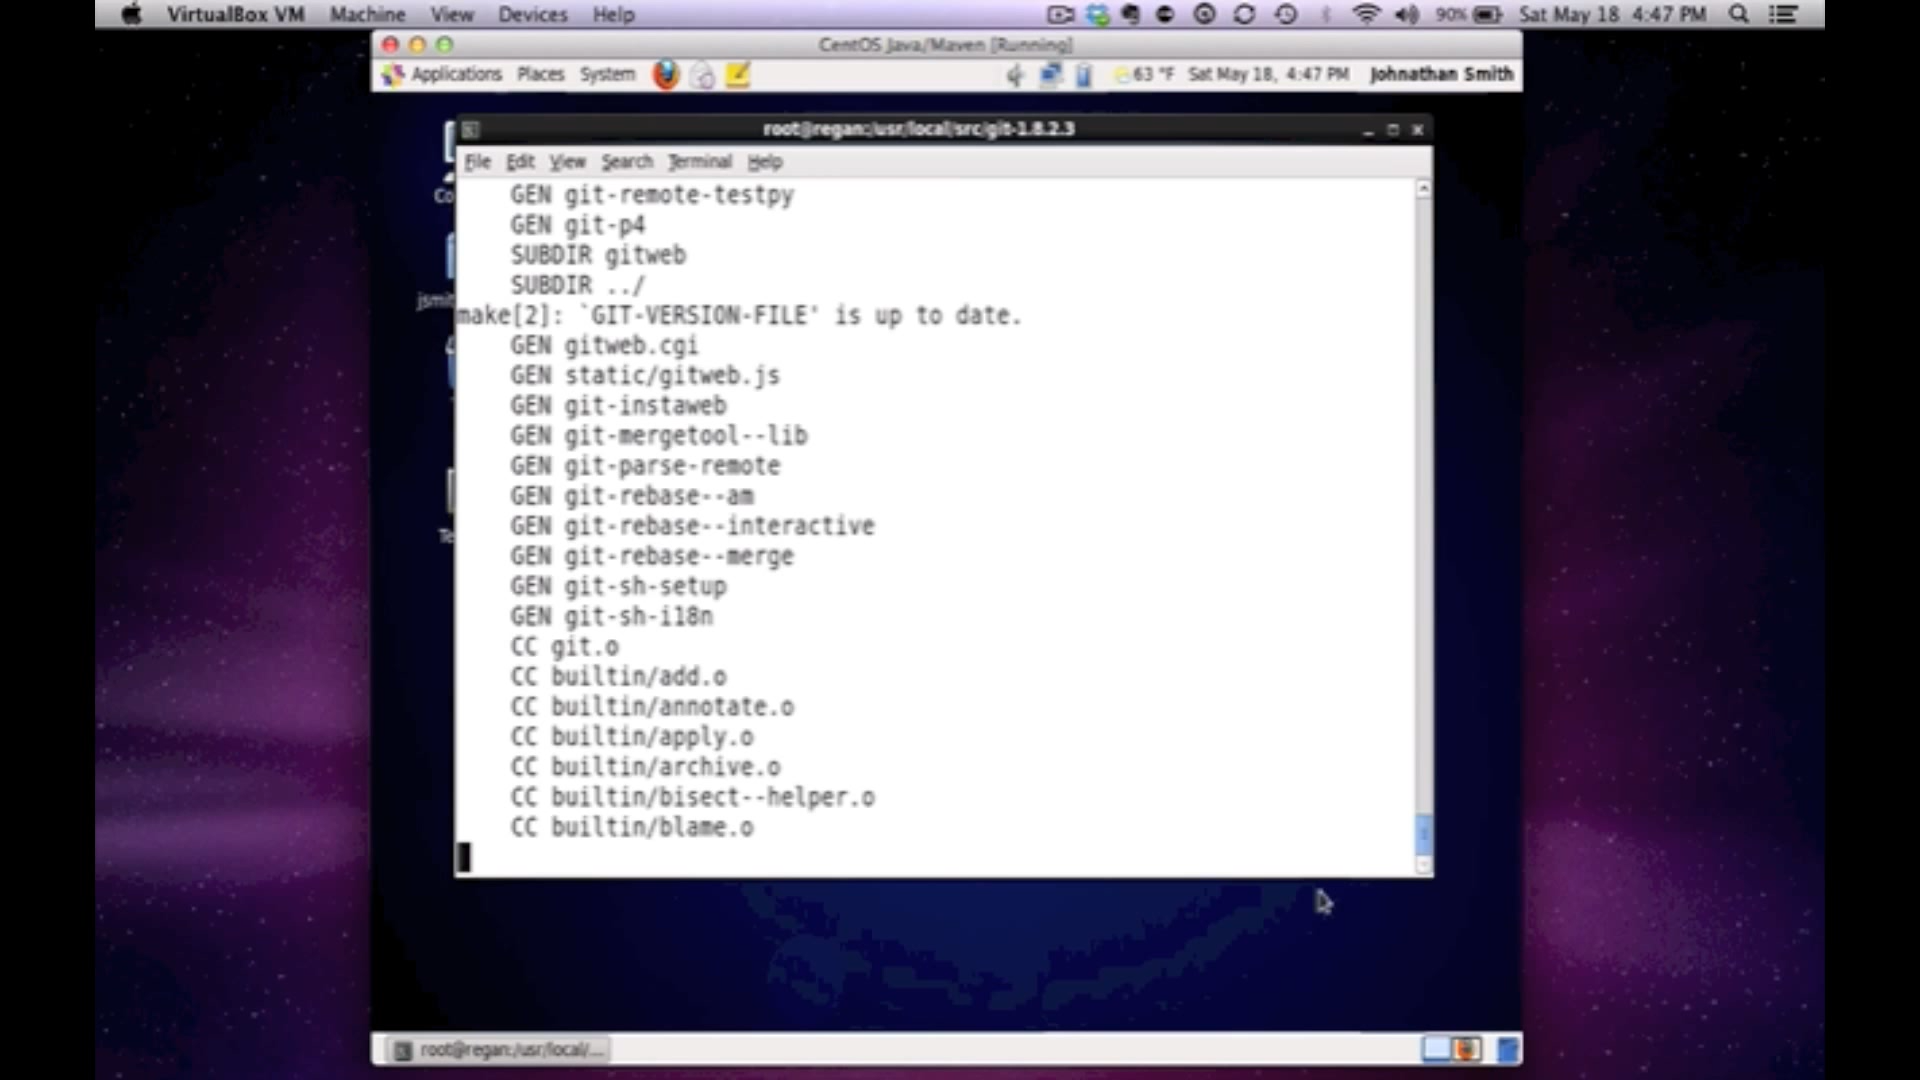 VirtualBox VM Machine View Devices Help 90% Sat May 18 4:47 PM
CentOS Java/Maven [Running]
Applications Places System 63 °F Sat May 18, 4:47 PM Johnathan Smith
root@regan:/usr/local/src/git-1.8.2.3
File Edit View Search Terminal Help
GEN git-remote-testpy
GEN git-p4
SUBDIR gitweb
SUBDIR ../
make[2]: `GIT-VERSION-FILE' is up to date.
GEN gitweb.cgi
GEN static/gitweb.js
GEN git-instaweb
GEN git-mergetool--lib
GEN git-parse-remote
GEN git-rebase--am
GEN git-rebase--interactive
GEN git-rebase--merge
GEN git-sh-setup
GEN git-sh-i18n
CC git.o
CC builtin/add.o
CC builtin/annotate.o
CC builtin/apply.o
CC builtin/archive.o
CC builtin/bisect--helper.o
CC builtin/blame.o
root@regan:/usr/local/...